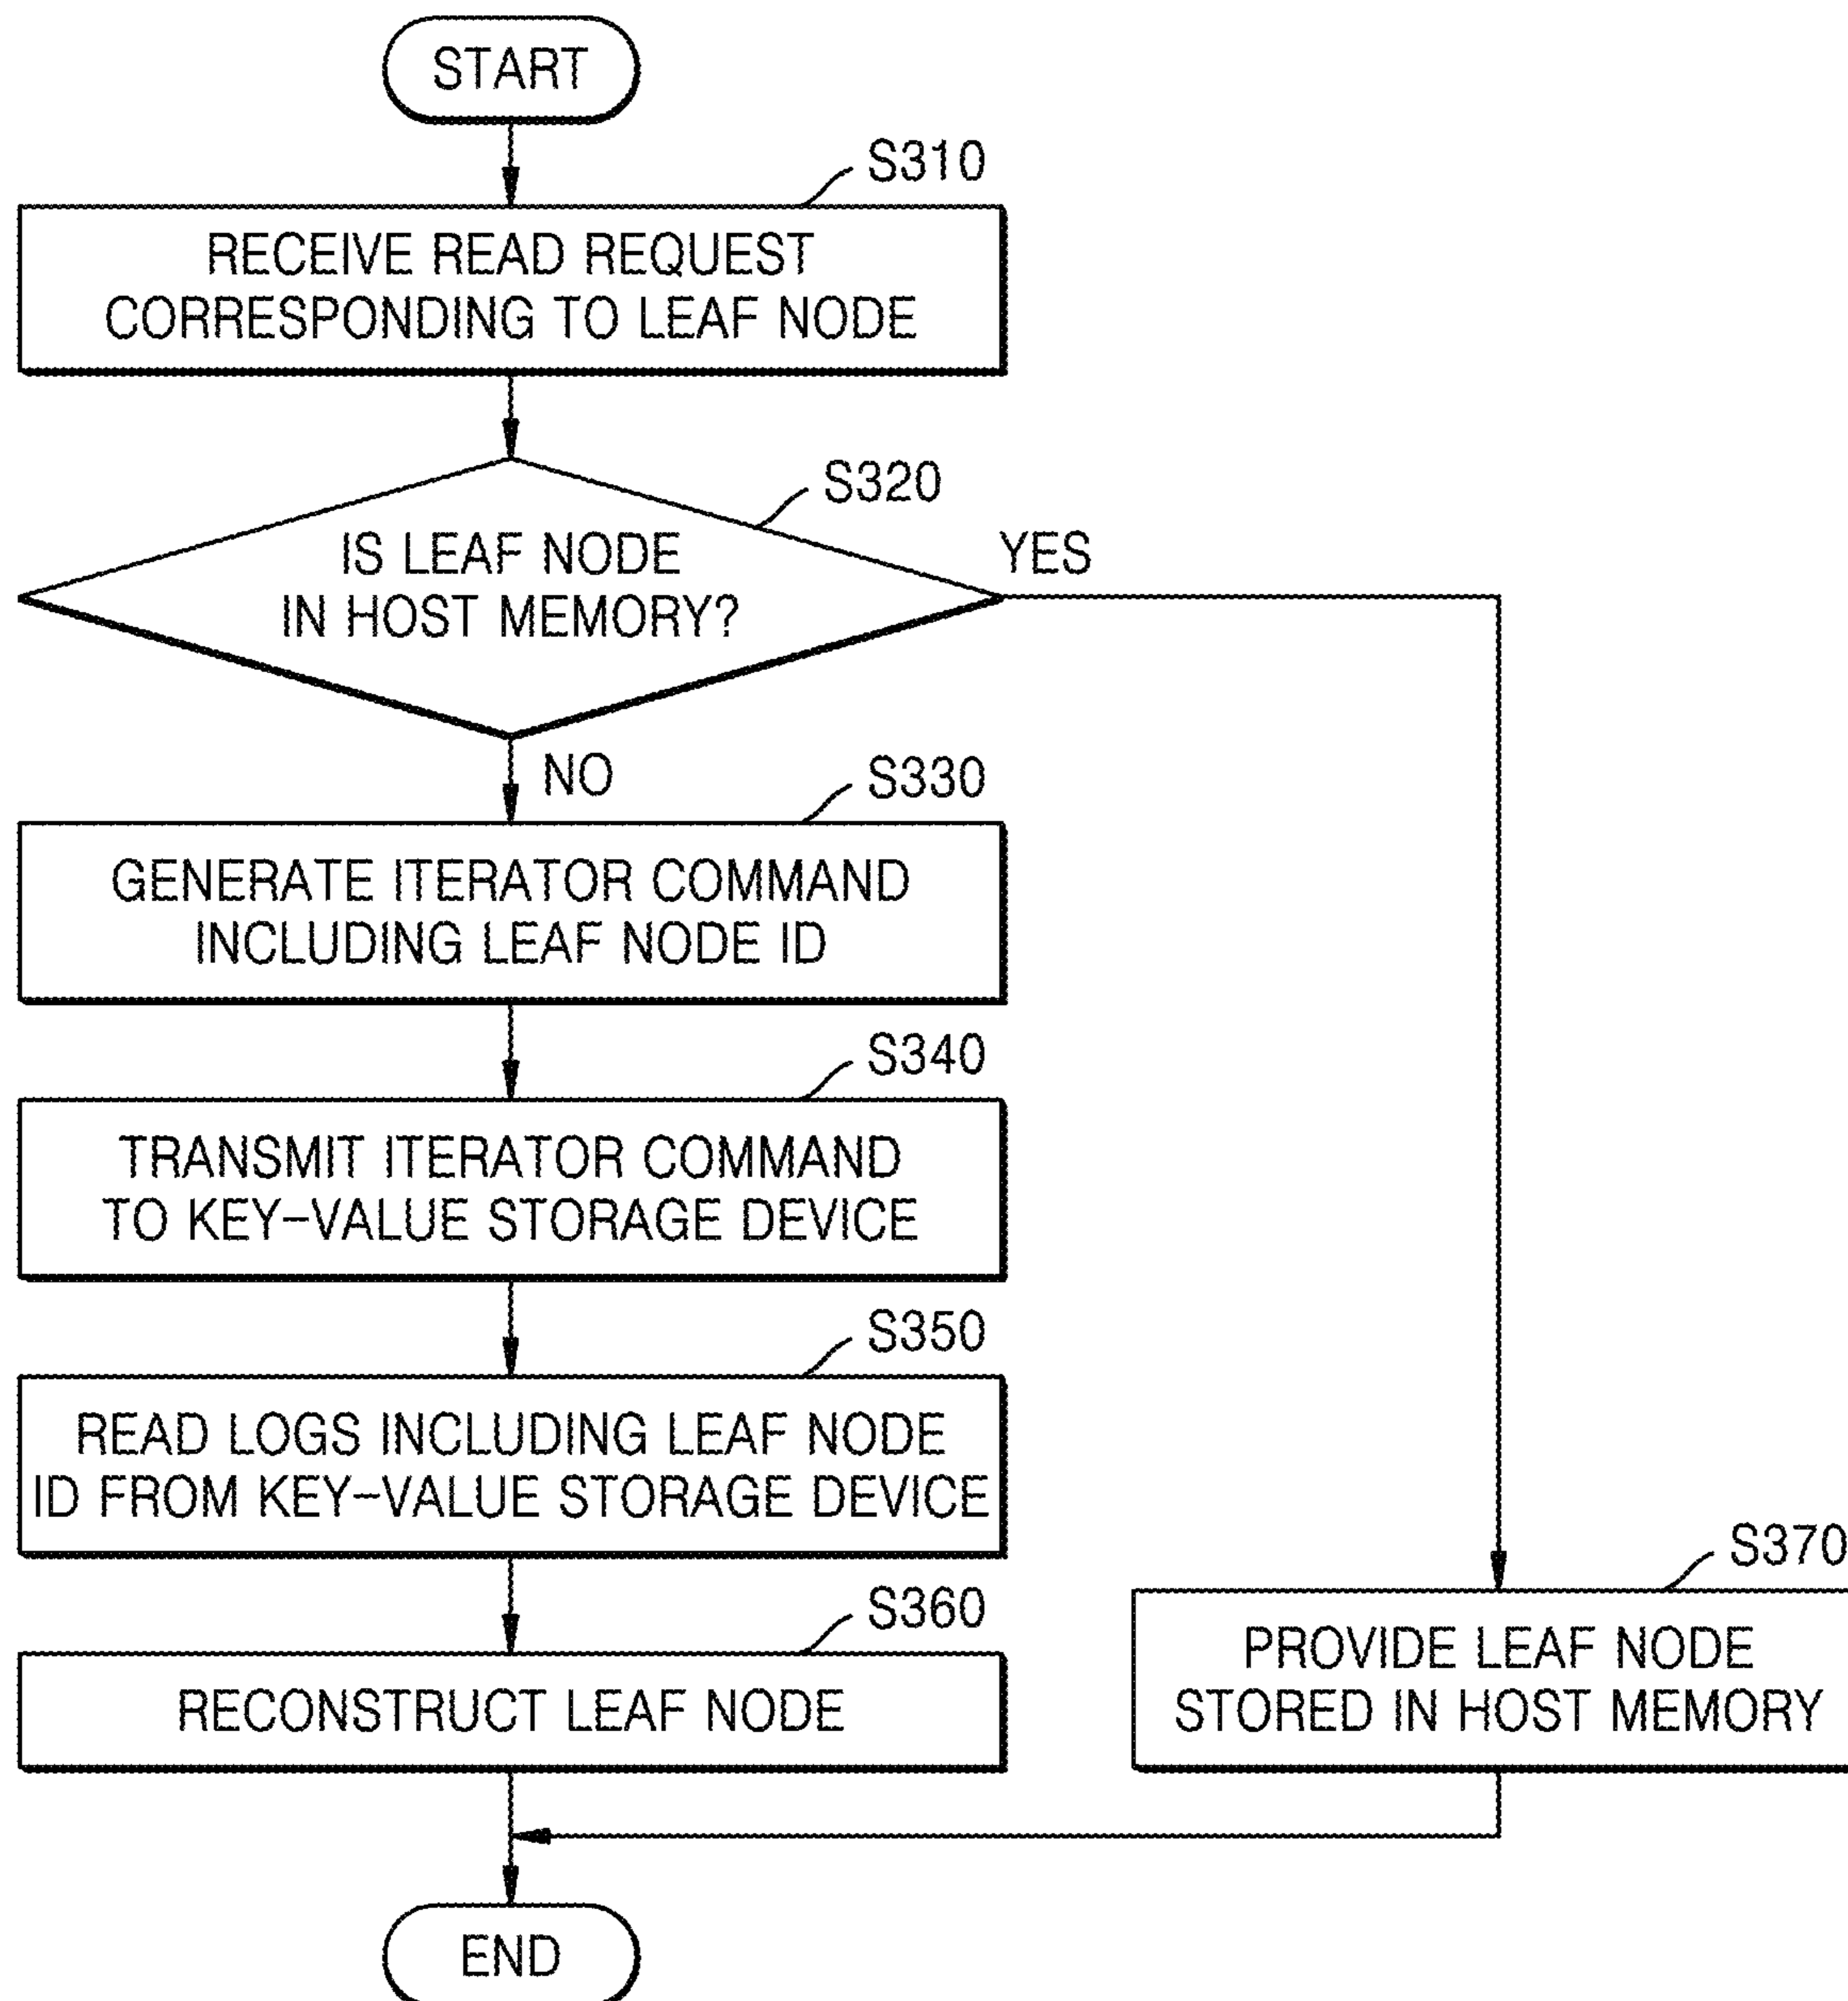 START
S310
RECEIVE READ REQUEST
CORRESPONDING TO LEAF NODE
S320
IS LEAF NODE
IN HOST MEMORY?
YES
NO
S330
GENERATE ITERATOR COMMAND
INCLUDING LEAF NODE ID
S340
TRANSMIT ITERATOR COMMAND
TO KEY-VALUE STORAGE DEVICE
S350
READ LOGS INCLUDING LEAF NODE
ID FROM KEY-VALUE STORAGE DEVICE
S360
RECONSTRUCT LEAF NODE
S370
PROVIDE LEAF NODE
STORED IN HOST MEMORY
END